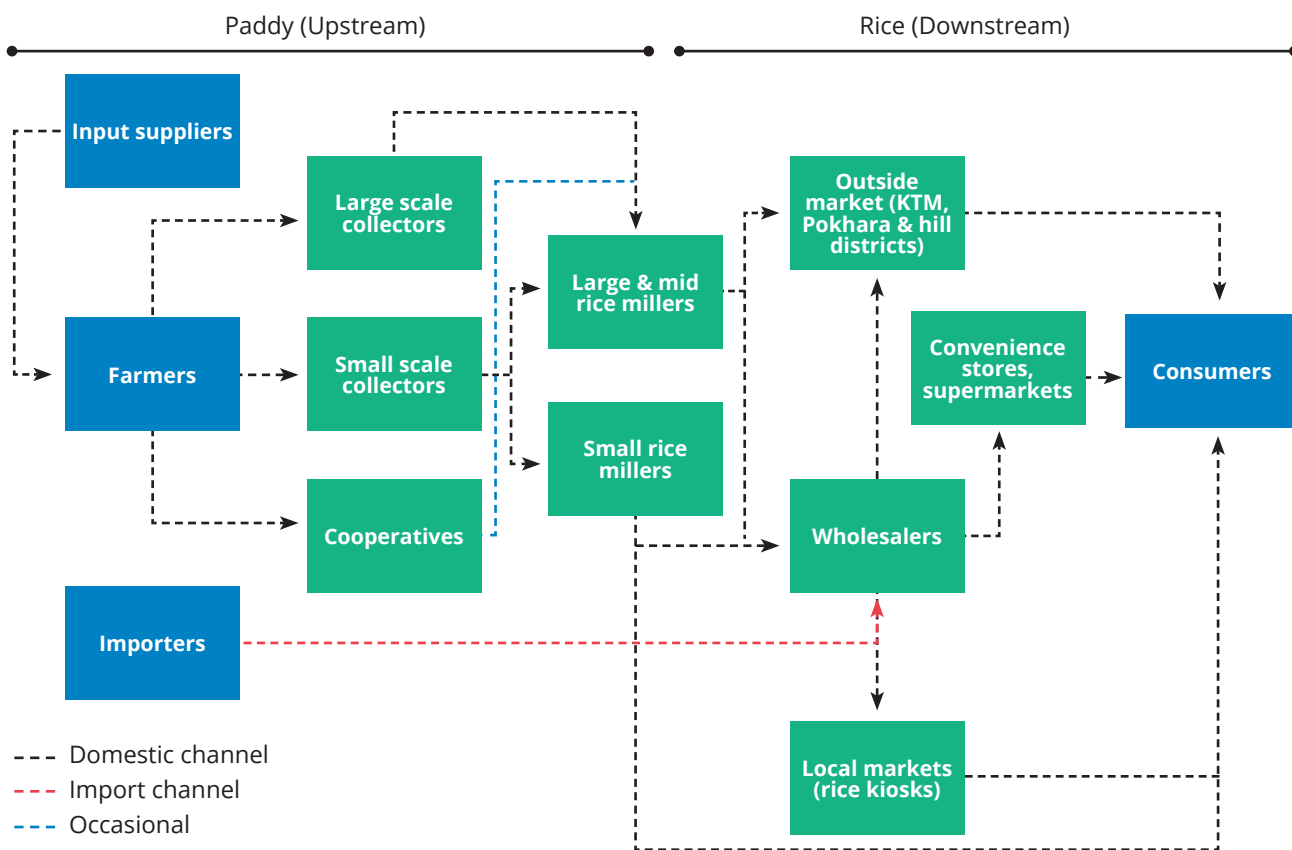 Paddy (Upstream)
Rice (Downstream)
Input suppliers
Large scale
collectors
Outside
market (KTM,
Pokhara & hill
districts)
Large & mid
rice millers
Farmers
Small scale
collectors
Convenience
stores,
supermarkets
Consumers
Small rice
millers
Cooperatives
Wholesalers
Importers
Local markets
(rice kiosks)
Domestic channel
Import channel
Occasional